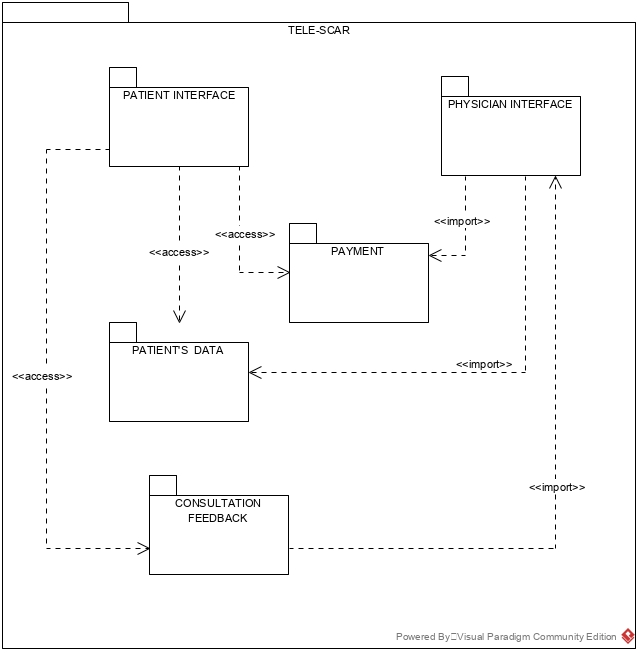 TELE-SCAR
PATIENT INTERFACE
PHYSICIAN INTERFACE
<<import>>
<<access>>
<<access>>
PAYMENT
PATIENT'S DATA
<<import>>
<<access>>
<<import>>
CONSULTATION
FEEDBACK
Powered By Visual Paradigm Community Edition